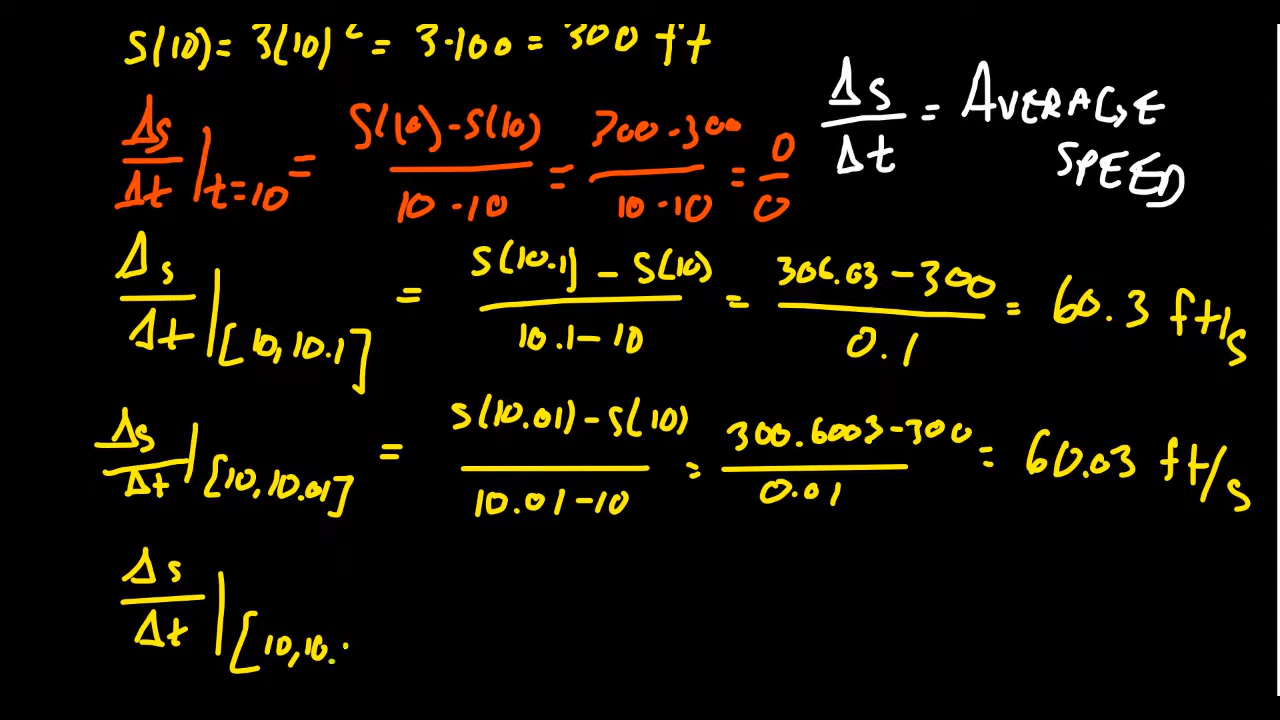 S(10) = 3(10)² = 3·100 = 300 ft
Δs/Δt |t=10 = S(10) - S(10) / 10 - 10 = 300 - 300 / 10 - 10 = 0/0
Δs/Δt = AVERAGE
SPEED
Δs/Δt |[10, 10.1] = S(10.1) - S(10) / 10.1 - 10 = 306.03 - 300 / 0.1 = 60.3 ft/s
Δs/Δt |[10, 10.01] = S(10.01) - S(10) / 10.01 - 10 = 300.6003 - 300 / 0.01 = 60.03 ft/s
Δs/Δt |[10, 10.